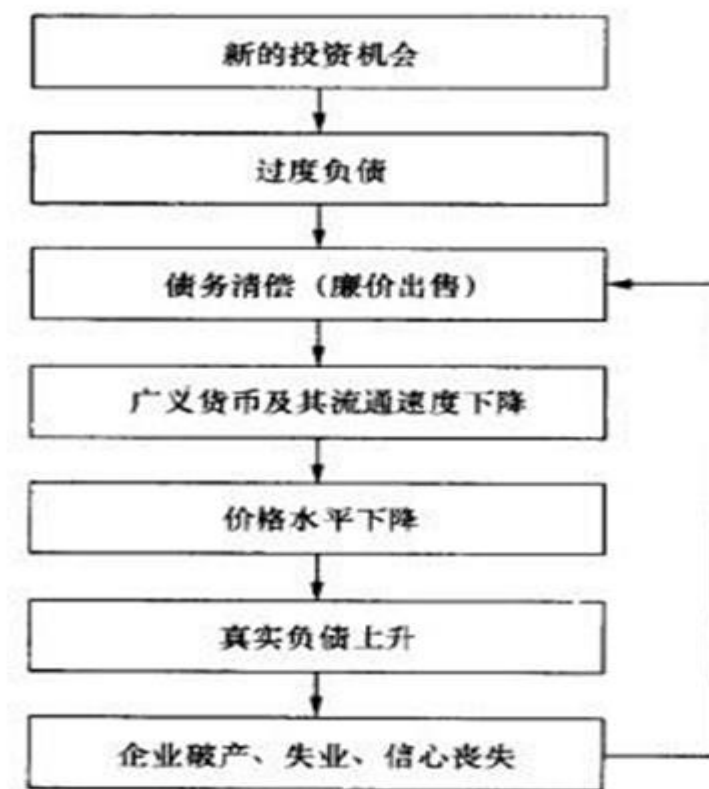 新的投资机会
过度负债
债务清偿（廉价出售）
广义货币及其流通速度下降
价格水平下降
真实负债上升
企业破产、失业、信心丧失